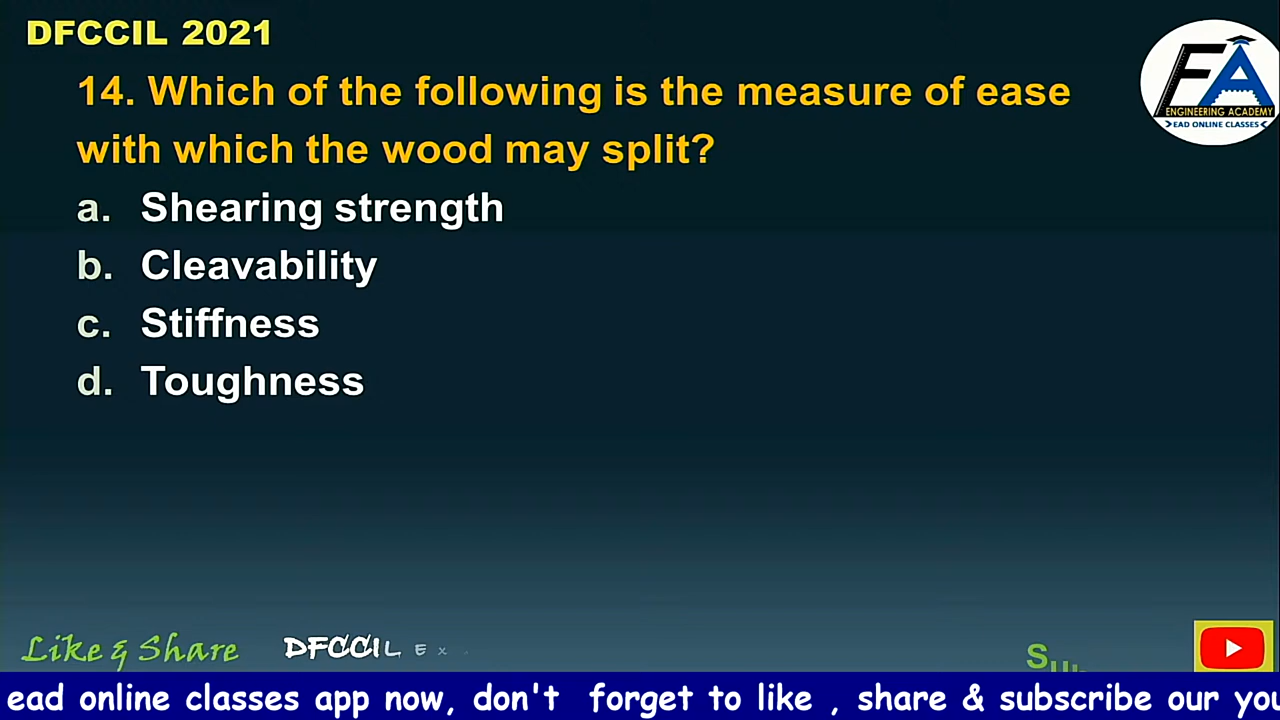 DFCCIL 2021
14. Which of the following is the measure of ease
with which the wood may split?
a. Shearing strength
b. Cleavability
c. Stiffness
d. Toughness
ENGINEERING ACADEMY
EAD ONLINE CLASSES
Like & Share DFCCIL Ex
ead online classes app now, don't forget to like , share & subscribe our you